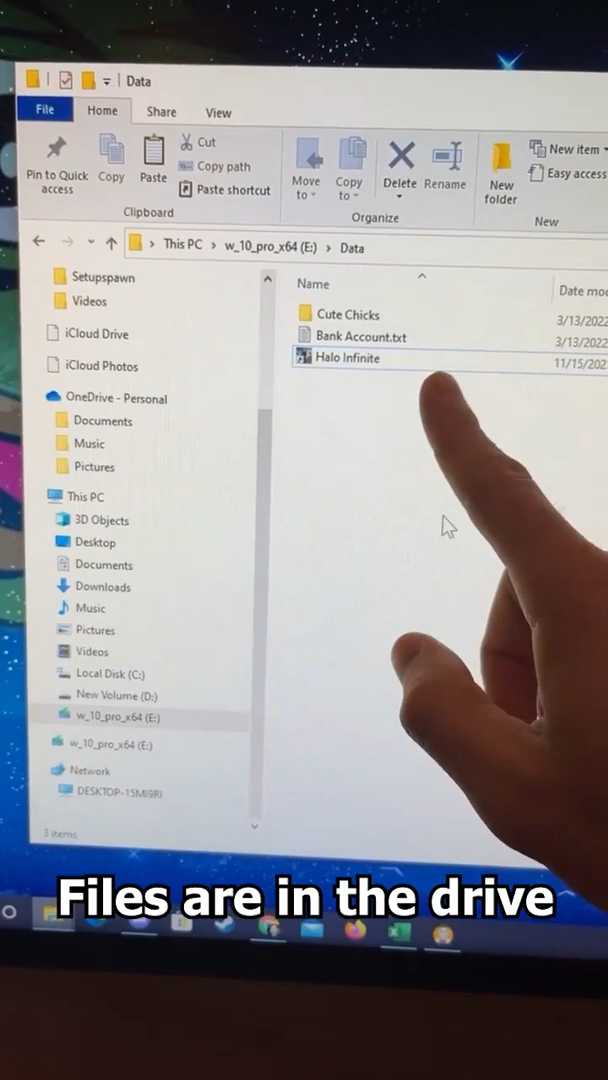 Data
File
Home
Share
View
Pin to Quick access
Copy
Paste
Cut
Copy path
Paste shortcut
Move to
Copy to
Delete
Rename
New folder
New item
Easy access
Clipboard
Organize
New
This PC › w_10_pro_x64 (E:) › Data
Name
Date mod
Cute Chicks
3/13/2022
Bank Account.txt
3/13/2022
Halo Infinite
11/15/202
Setupspawn
Videos
iCloud Drive
iCloud Photos
OneDrive - Personal
Documents
Music
Pictures
This PC
3D Objects
Desktop
Documents
Downloads
Music
Pictures
Videos
Local Disk (C:)
New Volume (D:)
w_10_pro_x64 (E:)
w_10_pro_x64 (E:)
Network
DESKTOP-15MI9RI
3 items
Files are in the drive